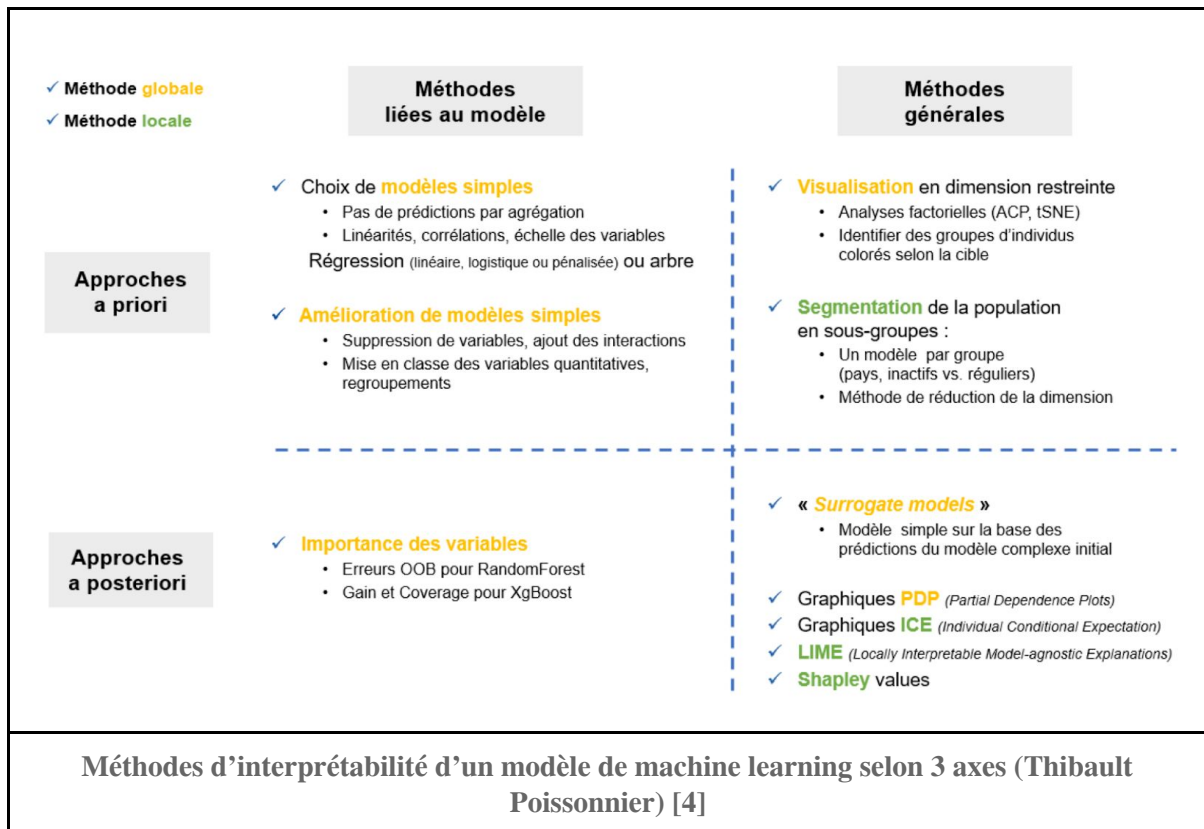 ✓ Méthode globale
✓ Méthode locale
Méthodes
liées au modèle
Méthodes
générales
Approches
a priori
✓ Choix de modèles simples
• Pas de prédictions par agrégation
• Linéarités, corrélations, échelle des variables
Régression (linéaire, logistique ou pénalisée) ou arbre
✓ Amélioration de modèles simples
• Suppression de variables, ajout des interactions
• Mise en classe des variables quantitatives,
regroupements
✓ Visualisation en dimension restreinte
• Analyses factorielles (ACP, tSNE)
• Identifier des groupes d'individus
colorés selon la cible
✓ Segmentation de la population
en sous-groupes :
• Un modèle par groupe
(pays, inactifs vs. réguliers)
• Méthode de réduction de la dimension
Approches
a posteriori
✓ Importance des variables
• Erreurs OOB pour RandomForest
• Gain et Coverage pour XgBoost
✓ « Surrogate models »
• Modèle simple sur la base des
prédictions du modèle complexe initial
✓ Graphiques PDP (Partial Dependence Plots)
✓ Graphiques ICE (Individual Conditional Expectation)
✓ LIME (Locally Interpretable Model-agnostic Explanations)
✓ Shapley values
Méthodes d'interprétabilité d'un modèle de machine learning selon 3 axes (Thibault
Poissonnier) [4]